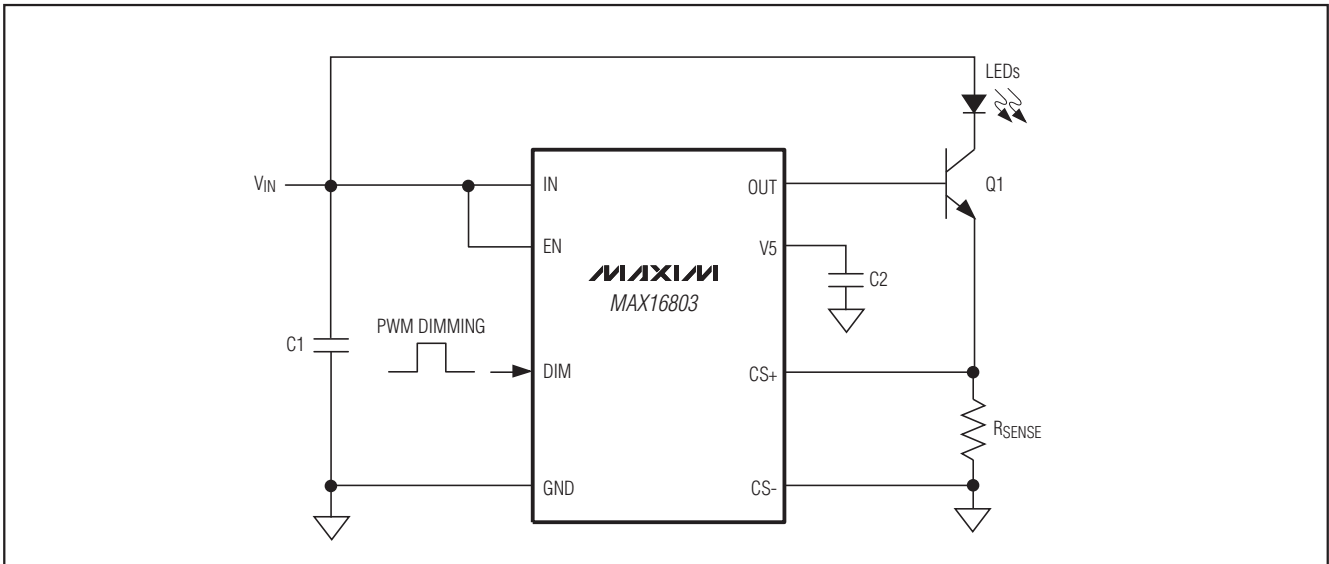 LEDs
VIN
IN
OUT
Q1
EN
V5
MAXIM
MAX16803
C2
PWM DIMMING
C1
DIM
CS+
RSENSE
GND
CS-